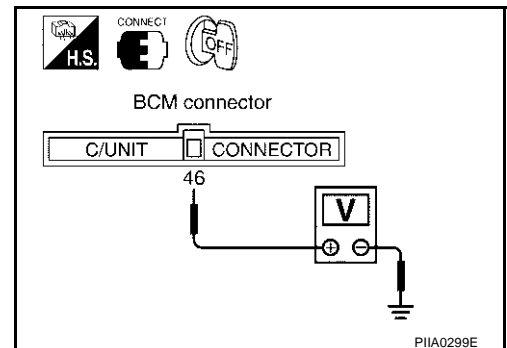 CONNECT
H.S.
OFF
BCM connector
C/UNIT CONNECTOR
46
V
+ −
PIIA0299E